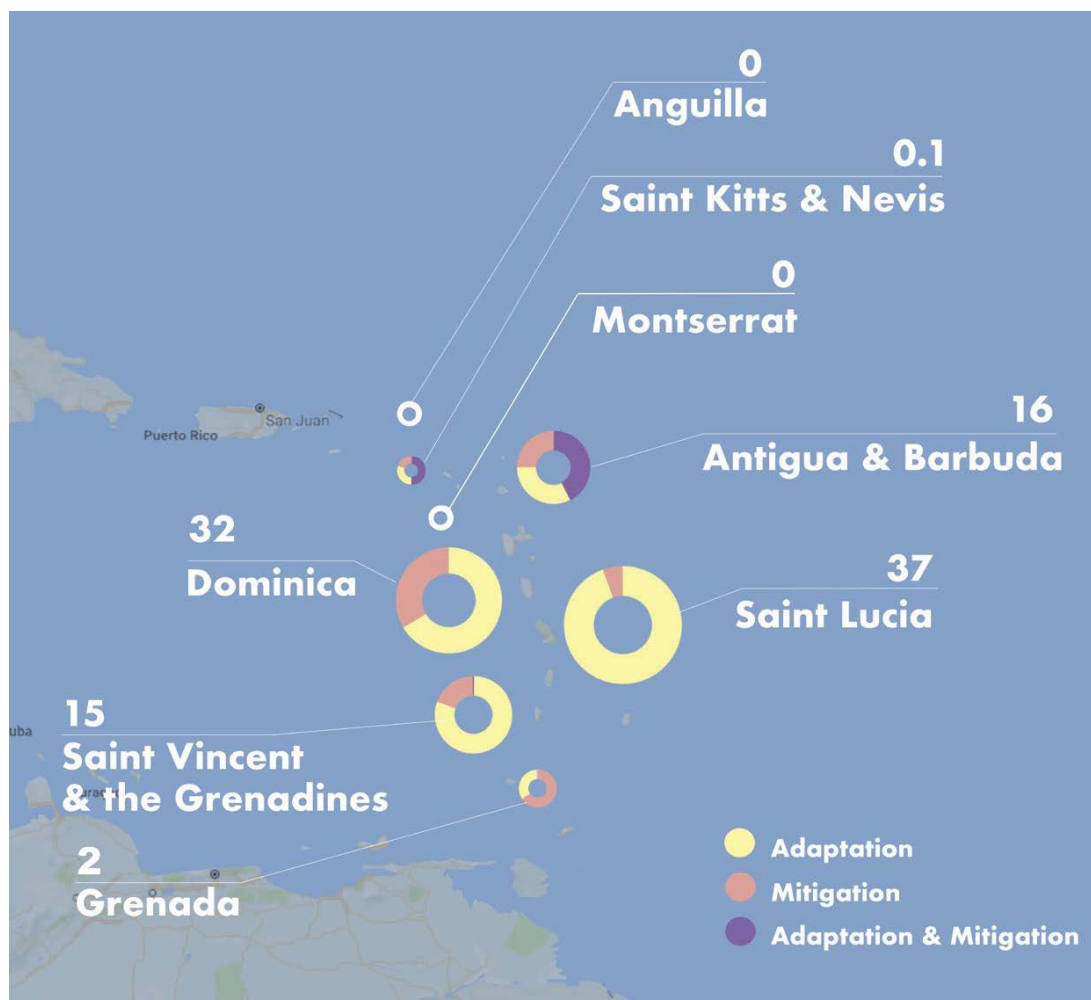 0
Anguilla
0.1
Saint Kitts & Nevis
0
Montserrat
San Juan
Puerto Rico
16
Antigua & Barbuda
32
Dominica
37
Saint Lucia
15
uba
Saint Vincent
& the Grenadines
2
Grenada
Adaptation
Mitigation
Adaptation & Mitigation